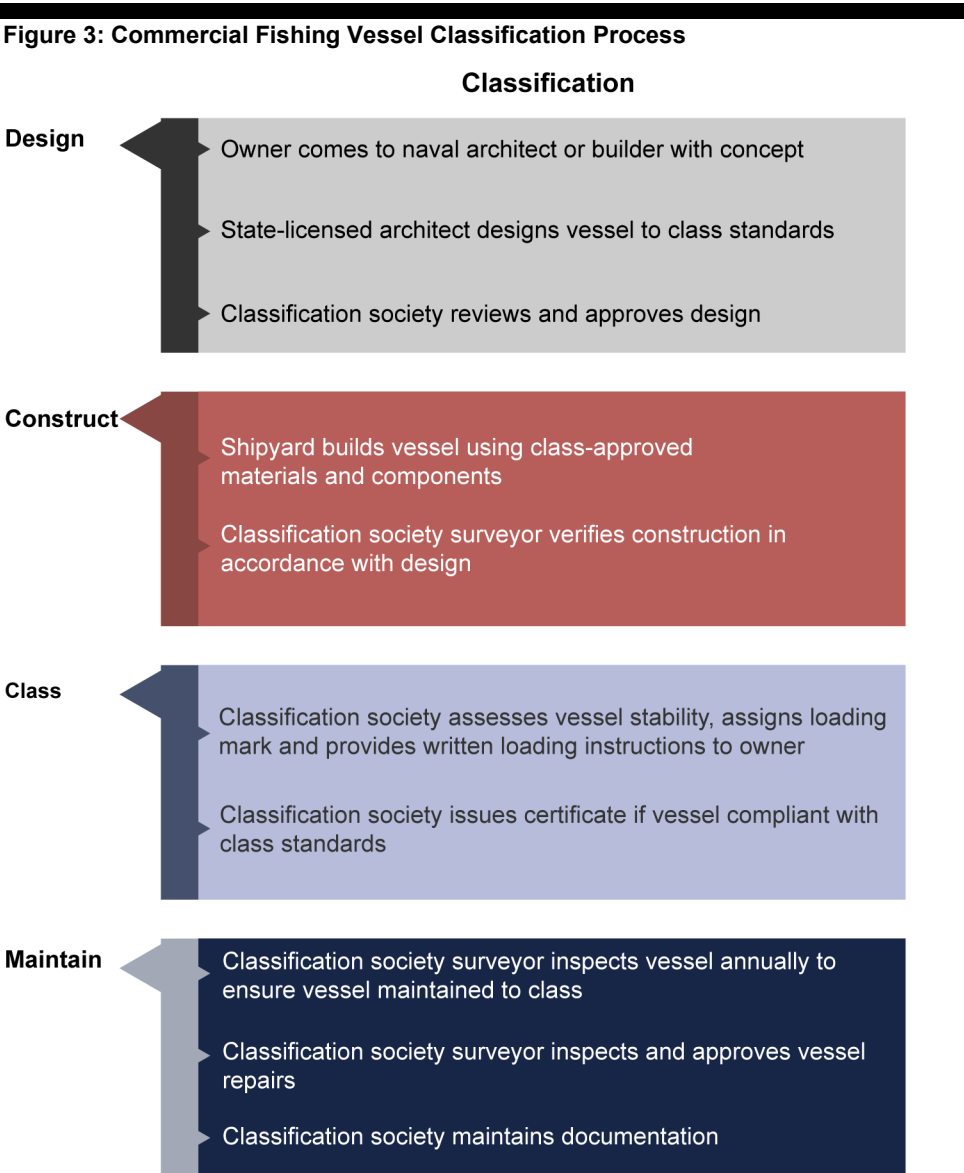 Figure 3: Commercial Fishing Vessel Classification Process
Classification
Design
Owner comes to naval architect or builder with concept
State-licensed architect designs vessel to class standards
Classification society reviews and approves design
Construct
Shipyard builds vessel using class-approved
materials and components
Classification society surveyor verifies construction in
accordance with design
Class
Classification society assesses vessel stability, assigns loading
mark and provides written loading instructions to owner
Classification society issues certificate if vessel compliant with
class standards
Maintain
Classification society surveyor inspects vessel annually to
ensure vessel maintained to class
Classification society surveyor inspects and approves vessel
repairs
Classification society maintains documentation